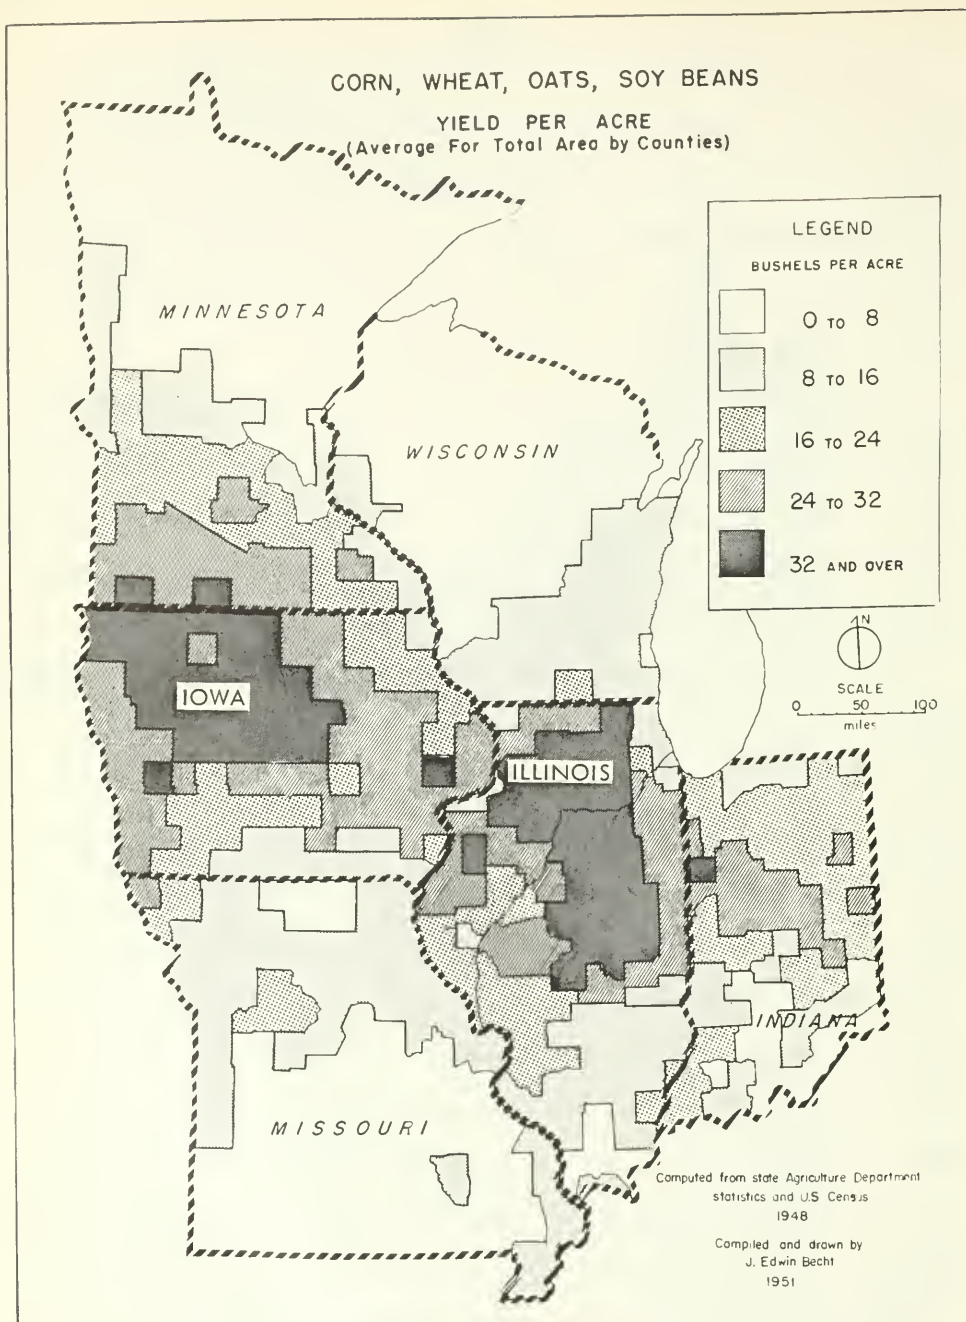 CORN, WHEAT, OATS, SOY BEANS
YIELD PER ACRE
(Average For Total Area by Counties)
LEGEND
BUSHELS PER ACRE
0 TO 8
8 TO 16
16 TO 24
24 TO 32
32 AND OVER
MINNESOTA
WISCONSIN
IOWA
ILLINOIS
INDIANA
MISSOURI
N
SCALE
0 50 100
miles
Computed from state Agriculture Department
statistics and U.S Census
1948
Compiled and drawn by
J. Edwin Becht
1951